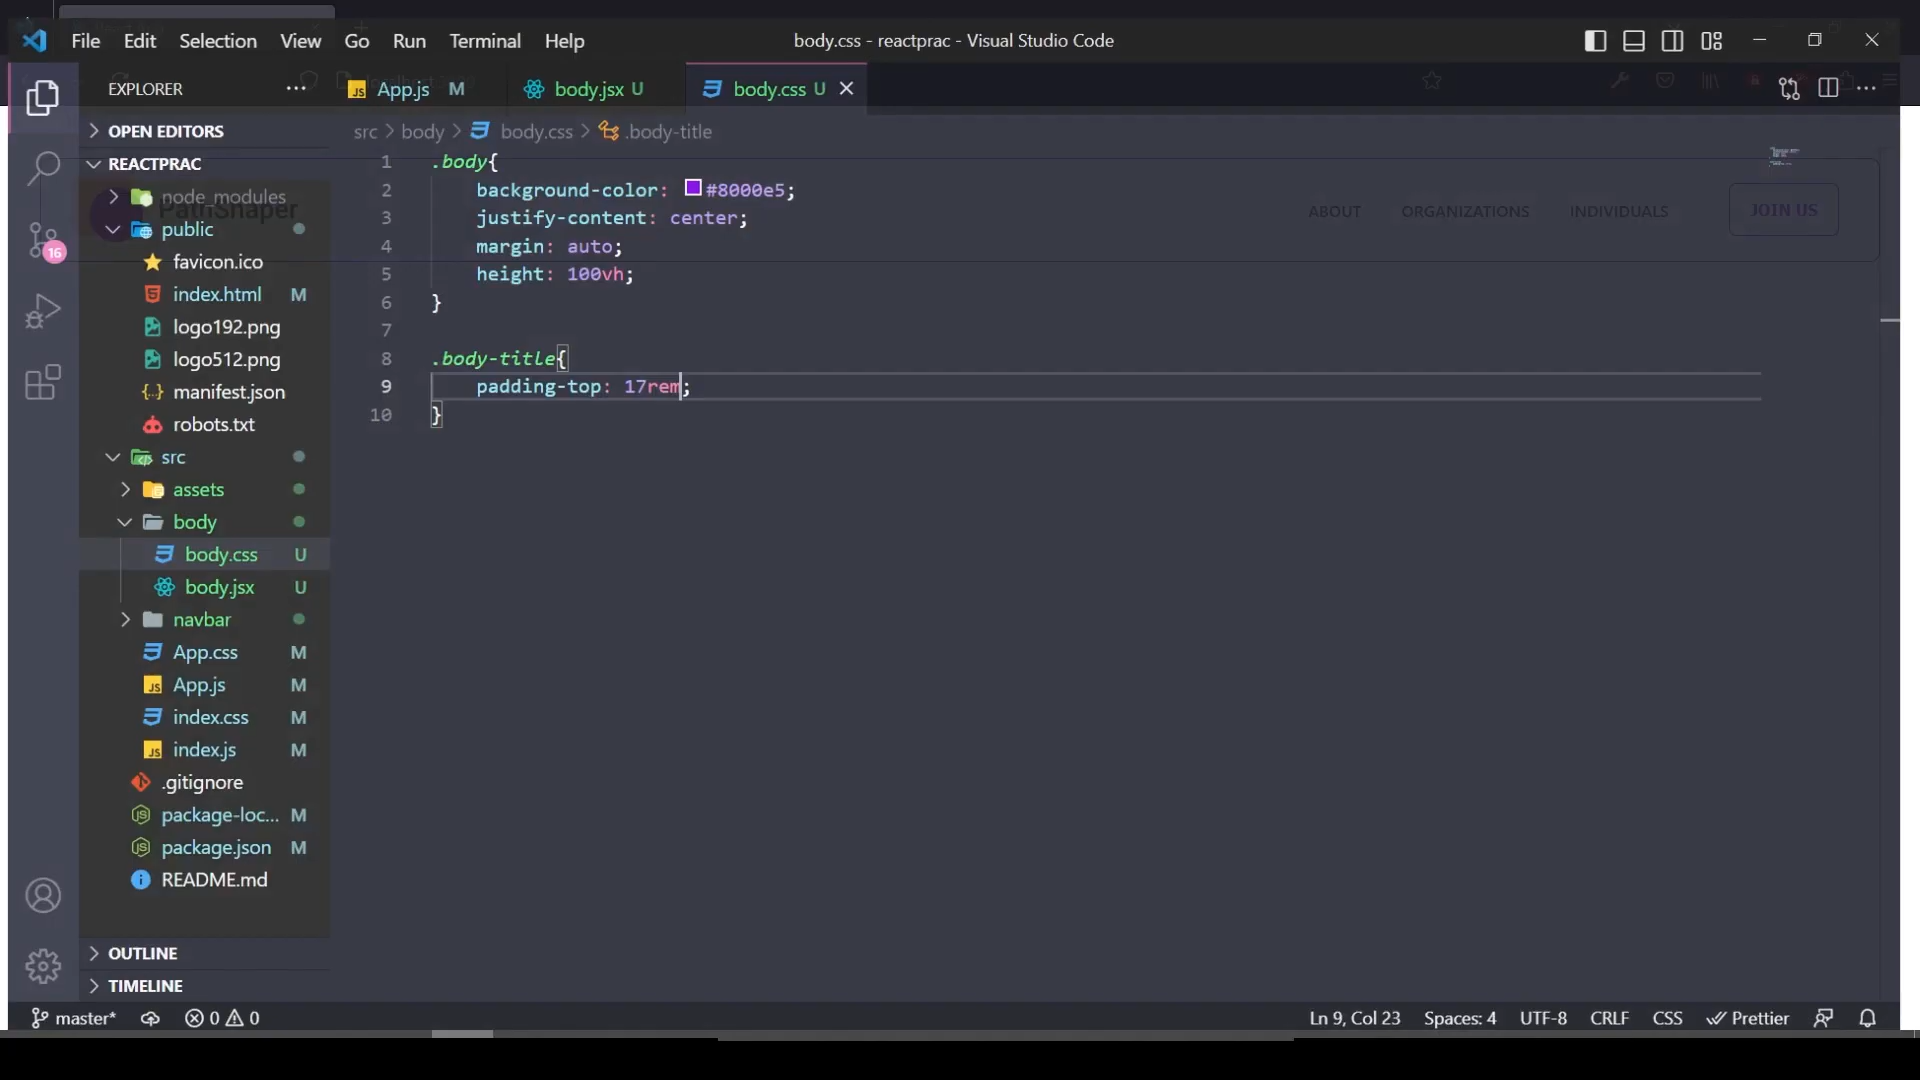 File Edit Selection View Go Run Terminal Help body.css - reactprac - Visual Studio Code
EXPLORER ··· App.js M body.jsx U body.css U
OPEN EDITORS
src > body > body.css > .body-title
REACTPRAC
node_modules
public
favicon.ico
index.html M
logo192.png
logo512.png
manifest.json
robots.txt
src
assets
body
body.css U
body.jsx U
navbar
App.css M
App.js M
index.css M
index.js M
.gitignore
package-loc... M
package.json M
README.md
OUTLINE
TIMELINE
16
1 .body{
2 background-color: #8000e5;
3 justify-content: center;
4 margin: auto;
5 height: 100vh;
6 }
7
8 .body-title{
9 padding-top: 17rem;
10 }
PathShaper
ABOUT ORGANIZATIONS INDIVIDUALS JOIN US
master* 0 0 Ln 9, Col 23 Spaces: 4 UTF-8 CRLF CSS Prettier